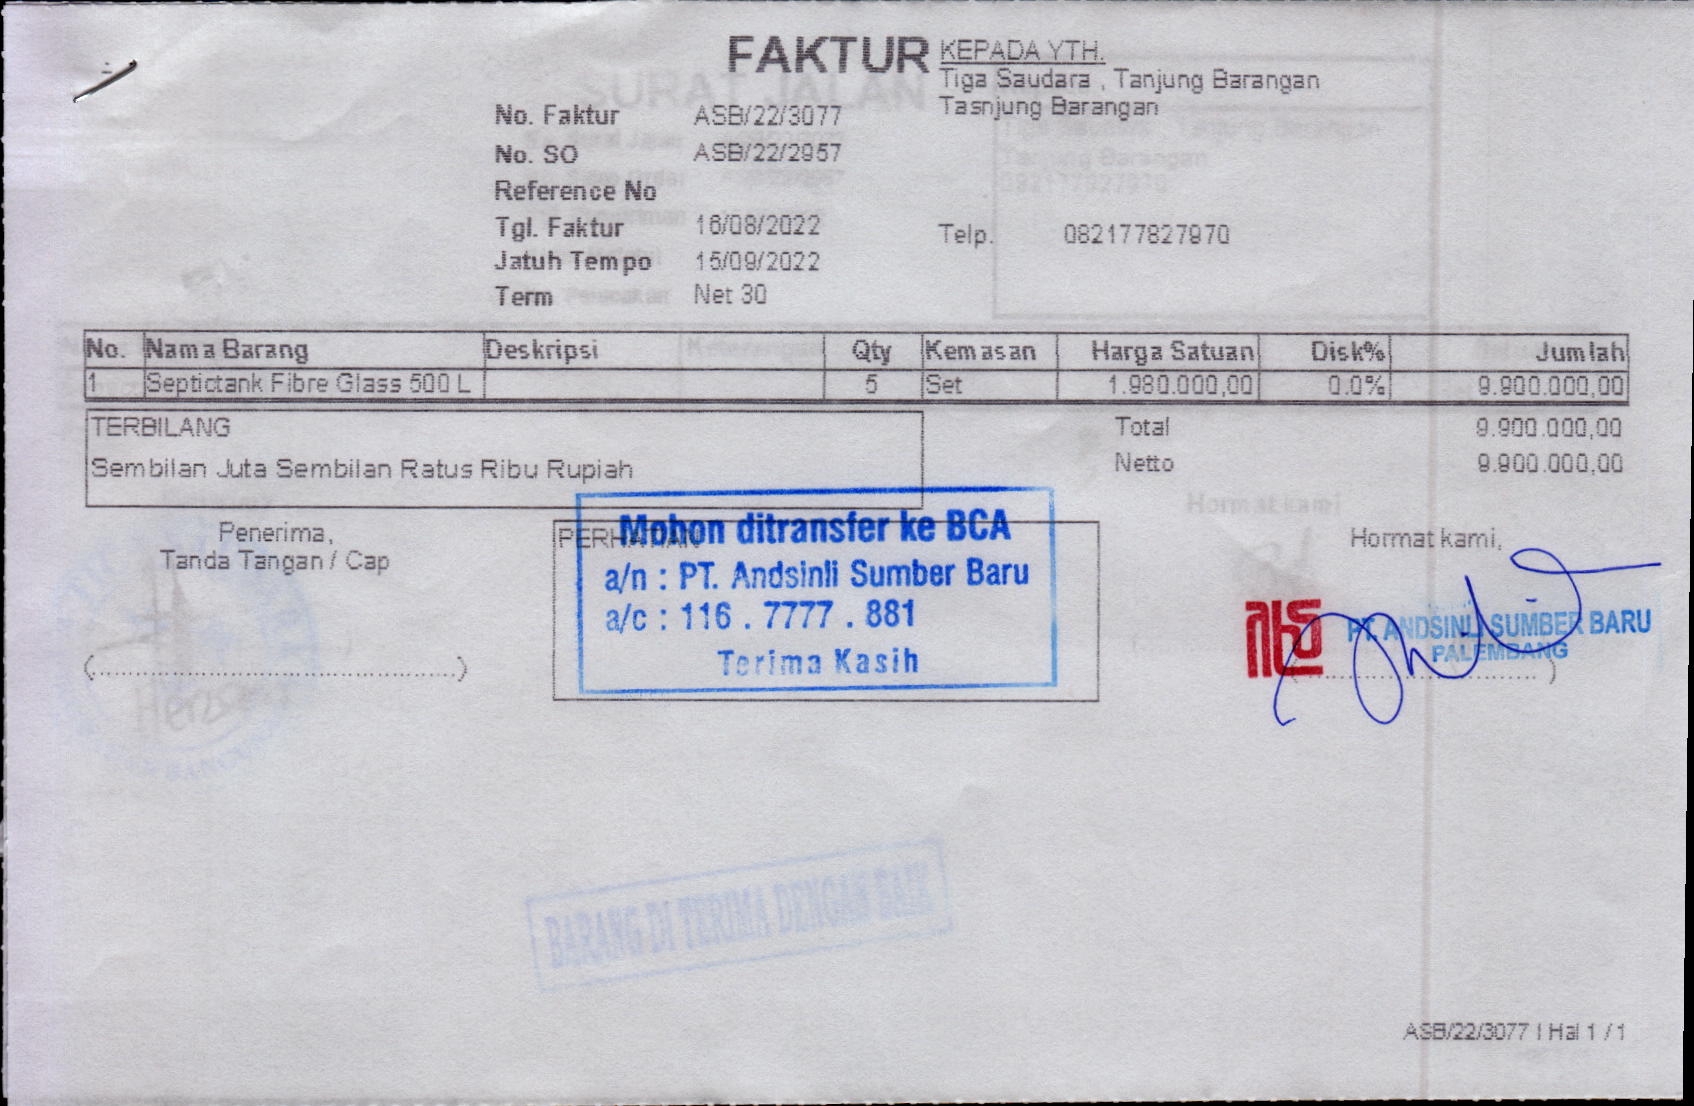 FAKTUR
KEPADA YTH.
Tiga Saudara , Tanjung Barangan
Tasnjung Barangan
No. Faktur ASB/22/3077
No. SO ASB/22/2957
Reference No
Tgl. Faktur 16/08/2022
Telp. 082177827970
Jatuh Tempo 15/09/2022
Term Net 30
No. Nama Barang Deskripsi Qty Kemasan Harga Satuan Disk% Jumlah
1 Septictank Fibre Glass 500 L 5 Set 1.980.000,00 0.0% 9.900.000,00
TERBILANG
Sembilan Juta Sembilan Ratus Ribu Rupiah
Total 9.900.000,00
Netto 9.900.000,00
Penerima,
Tanda Tangan / Cap
PERHATIAN
Mohon ditransfer ke BCA
a/n : PT. Andsinli Sumber Baru
a/c : 116 . 7777 . 881
Terima Kasih
Hormat kami,
PT. ANDSINLI SUMBER BARU
PALEMBANG
BARANG DI TERIMA DENGAN BAIK
ASB/22/3077 | Hal 1 / 1